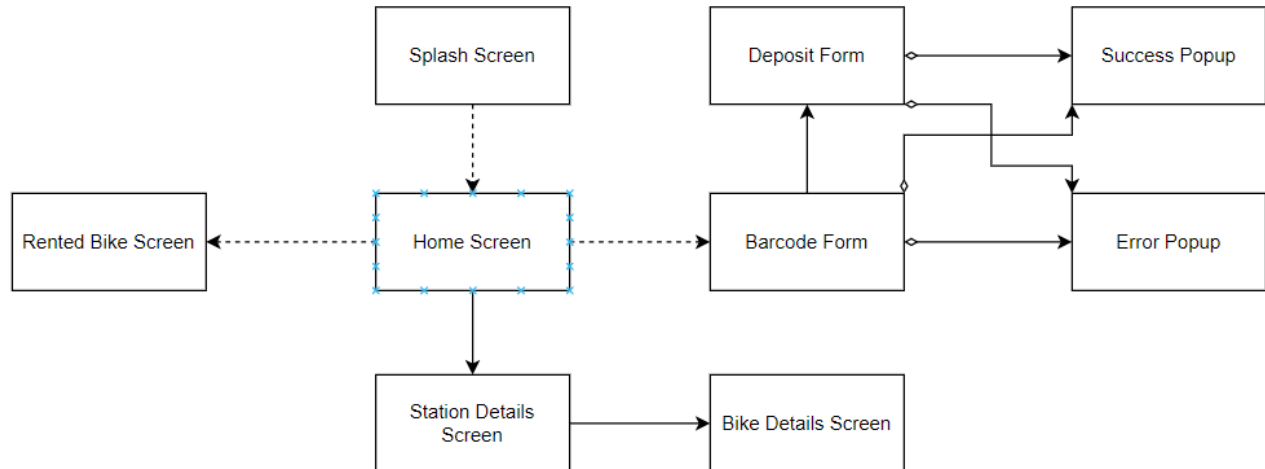 Splash Screen
Deposit Form
Success Popup
Rented Bike Screen
Home Screen
Barcode Form
Error Popup
Station Details
Screen
Bike Details Screen